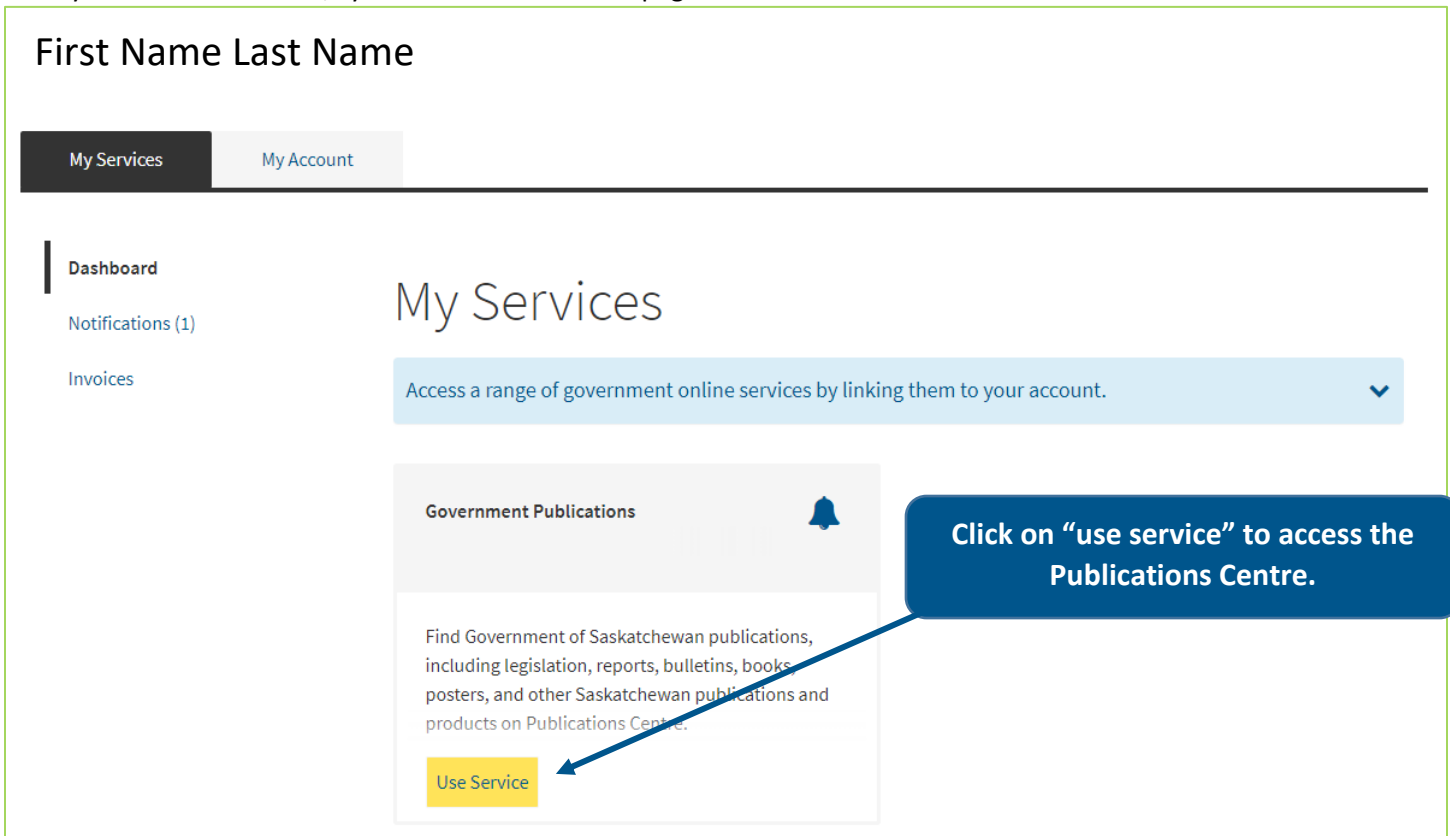 First Name Last Name
My Services
My Account
Dashboard
Notifications (1)
Invoices
My Services
Access a range of government online services by linking them to your account.
Government Publications
Click on “use service” to access the
Publications Centre.
Find Government of Saskatchewan publications,
including legislation, reports, bulletins, books,
posters, and other Saskatchewan publications and
products on Publications Centre.
Use Service